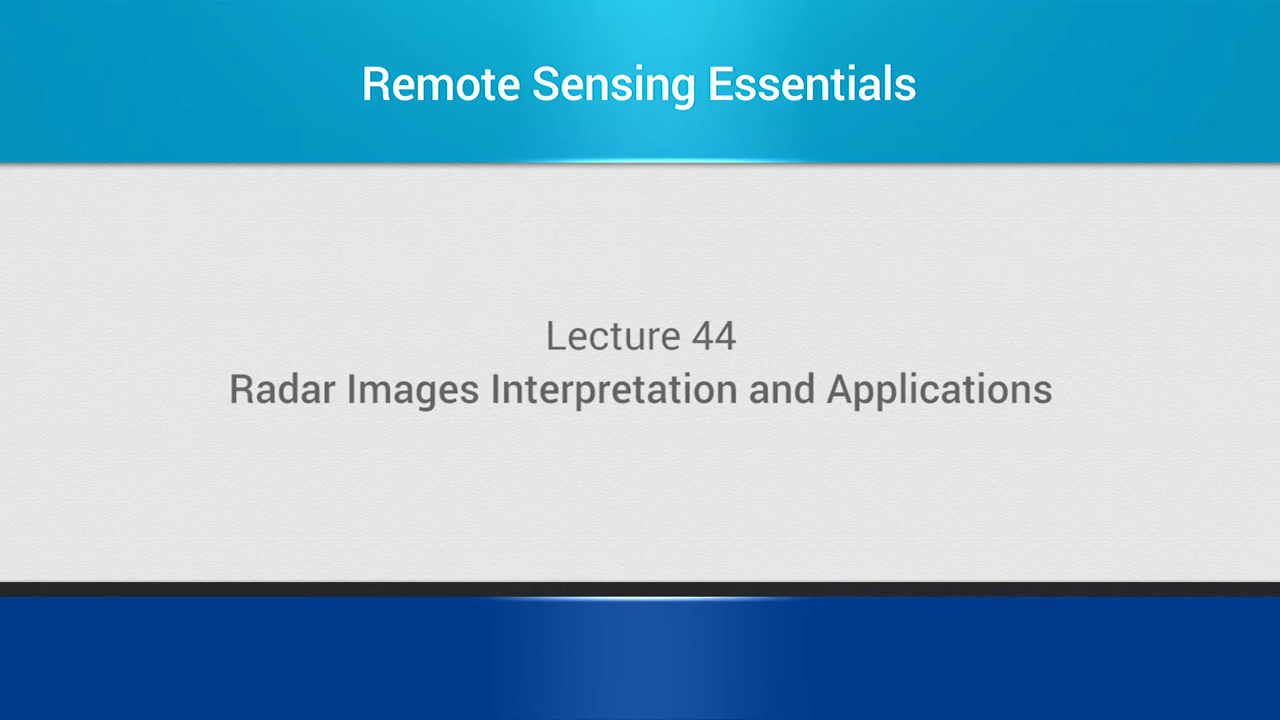 Remote Sensing Essentials
Lecture 44
Radar Images Interpretation and Applications